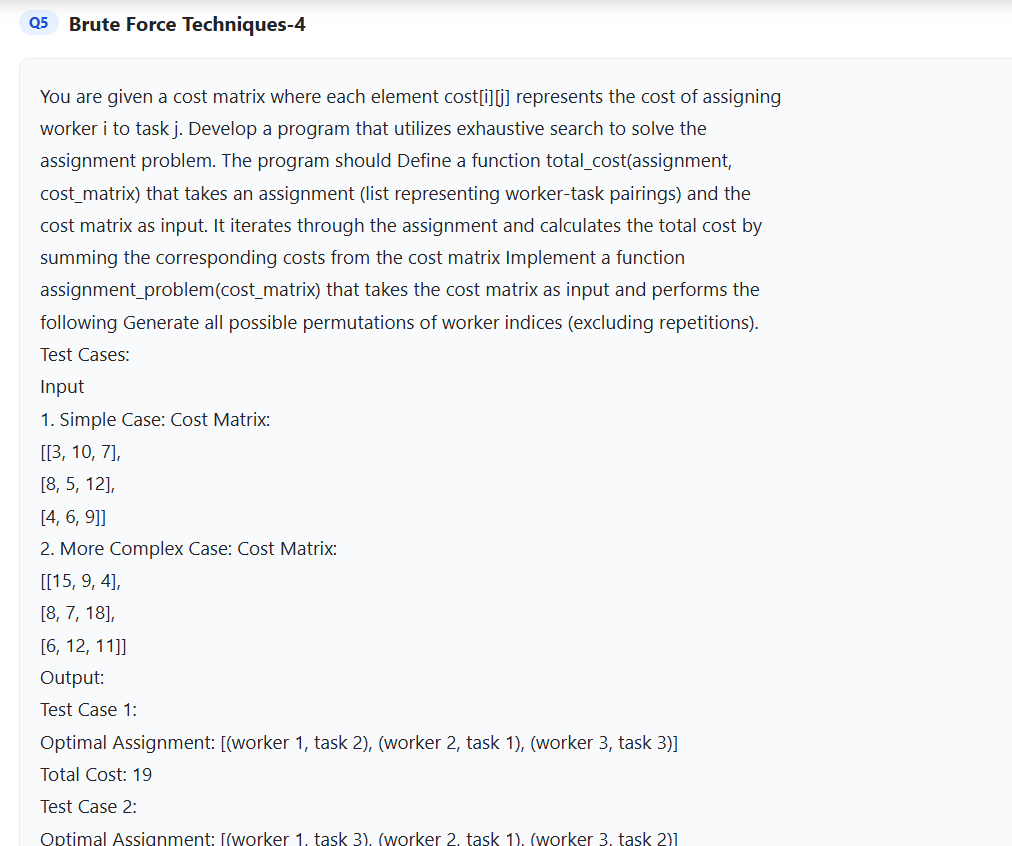 Q5 Brute Force Techniques-4
You are given a cost matrix where each element cost[i][j] represents the cost of assigning
worker i to task j. Develop a program that utilizes exhaustive search to solve the
assignment problem. The program should Define a function total_cost(assignment,
cost_matrix) that takes an assignment (list representing worker-task pairings) and the
cost matrix as input. It iterates through the assignment and calculates the total cost by
summing the corresponding costs from the cost matrix Implement a function
assignment_problem(cost_matrix) that takes the cost matrix as input and performs the
following Generate all possible permutations of worker indices (excluding repetitions).
Test Cases:
Input
1. Simple Case: Cost Matrix:
[[3, 10, 7],
[8, 5, 12],
[4, 6, 9]]
2. More Complex Case: Cost Matrix:
[[15, 9, 4],
[8, 7, 18],
[6, 12, 11]]
Output:
Test Case 1:
Optimal Assignment: [(worker 1, task 2), (worker 2, task 1), (worker 3, task 3)]
Total Cost: 19
Test Case 2:
Optimal Assignment: [(worker 1, task 3), (worker 2, task 1), (worker 3, task 2)]